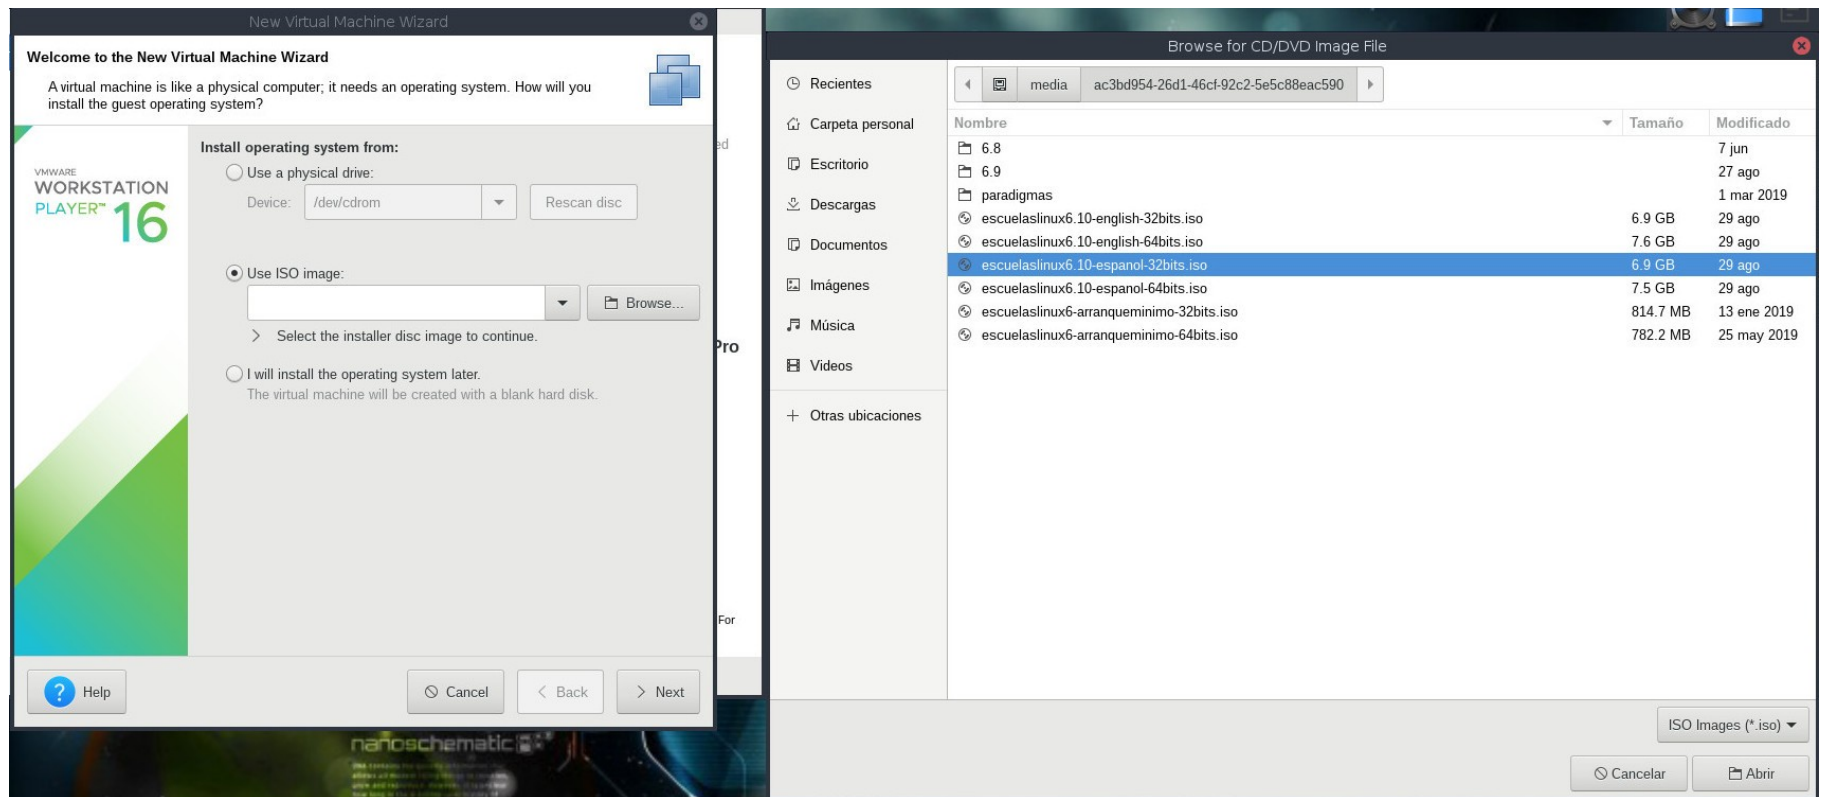 New Virtual Machine Wizard
Welcome to the New Virtual Machine Wizard
A virtual machine is like a physical computer; it needs an operating system. How will you
install the guest operating system?
VMWARE
WORKSTATION
PLAYER™ 16
Install operating system from:
Use a physical drive:
Device: /dev/cdrom Rescan disc
Use ISO image:
Browse...
Select the installer disc image to continue.
I will install the operating system later.
The virtual machine will be created with a blank hard disk.
? Help
Cancel
< Back
> Next
ed
Pro
For
nanoschematic
Browse for CD/DVD Image File
Recientes
Carpeta personal
Escritorio
Descargas
Documentos
Imágenes
Música
Videos
+ Otras ubicaciones
media ac3bd954-26d1-46cf-92c2-5e5c88eac590
Nombre Tamaño Modificado
6.8 7 jun
6.9 27 ago
paradigmas 1 mar 2019
escuelaslinux6.10-english-32bits.iso 6.9 GB 29 ago
escuelaslinux6.10-english-64bits.iso 7.6 GB 29 ago
escuelaslinux6.10-espanol-32bits.iso 6.9 GB 29 ago
escuelaslinux6.10-espanol-64bits.iso 7.5 GB 29 ago
escuelaslinux6-arranqueminimo-32bits.iso 814.7 MB 13 ene 2019
escuelaslinux6-arranqueminimo-64bits.iso 782.2 MB 25 may 2019
ISO Images (*.iso)
Cancelar
Abrir